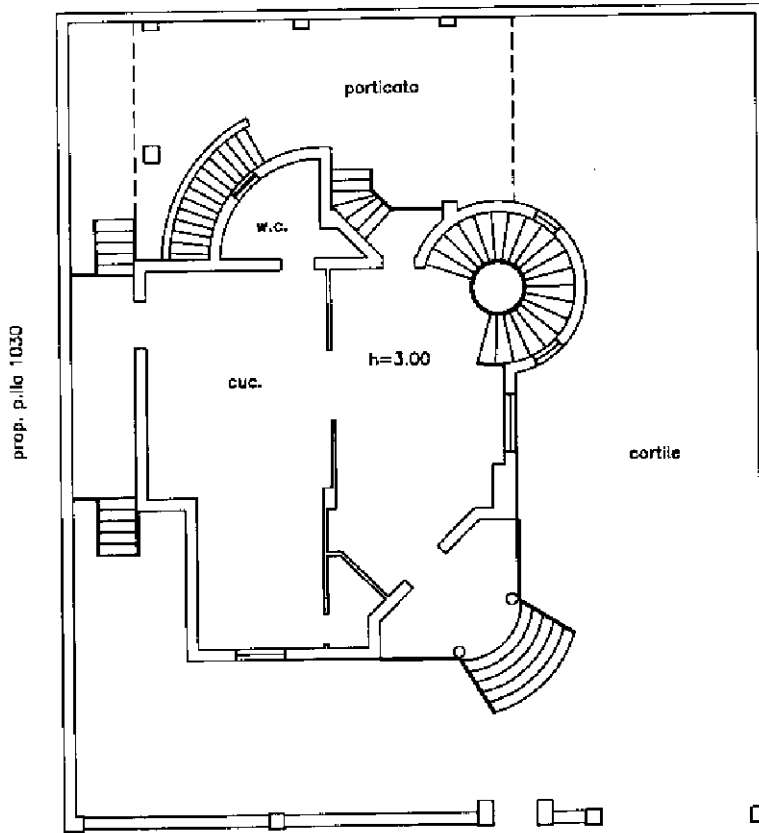 porticato
w.c.
h=3.00
cuc.
cortile
prop. p.lla 1030